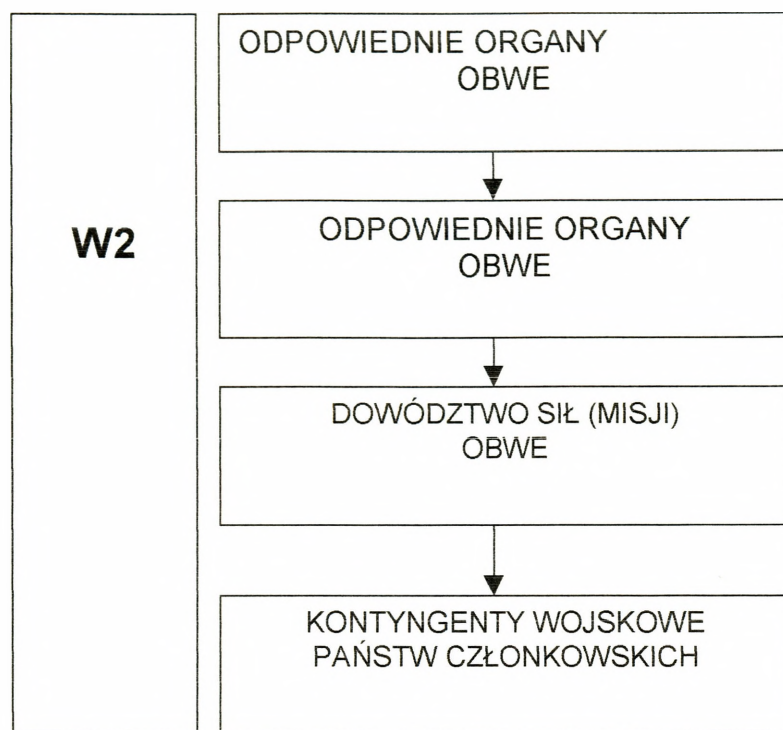 W2
ODPOWIEDNIE ORGANY
OBWE
ODPOWIEDNIE ORGANY
OBWE
DOWÓDZTWO SIŁ (MISJI)
OBWE
KONTYNGENTY WOJSKOWE
PAŃSTW CZŁONKOWSKICH